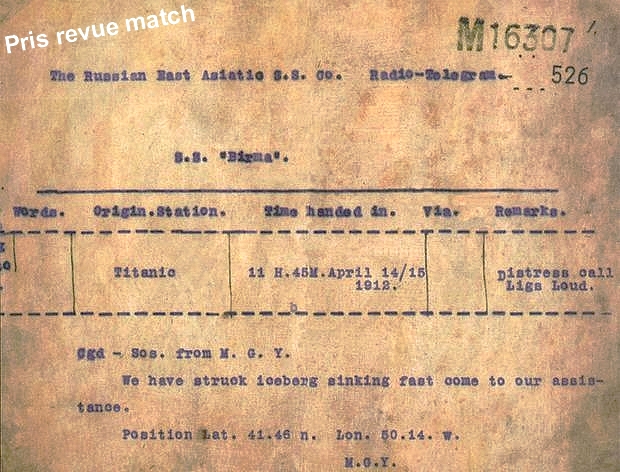 Pris revue match
M16307
526
The Russian East Asiatic S.S. Co. Radio-Telegram.
S.S. "Birma".
Words. Origin.Station. Time handed in. Via. Remarks.
Titanic 11 H.45M.April 14/15 Distress call
1912. Ligs Loud.
Cgd - Sos. from M. G. Y.
We have struck iceberg sinking fast come to our assis-
tance.
Position Lat. 41.46 n. Lon. 50.14. w.
M.G.Y.